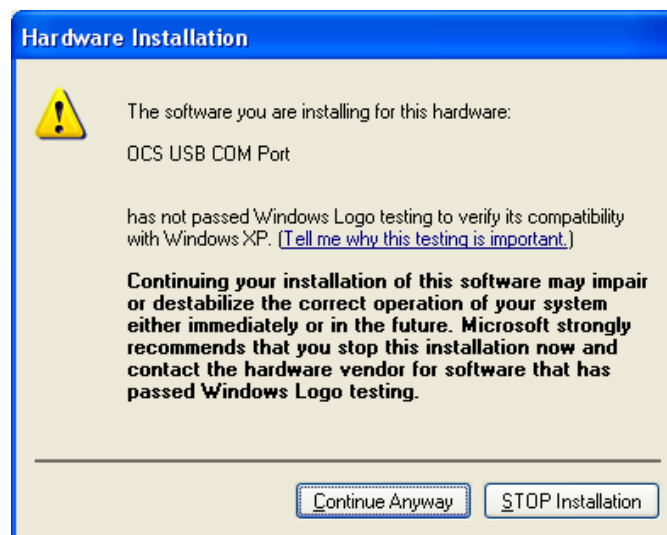 Hardware Installation
The software you are installing for this hardware:
OCS USB COM Port
has not passed Windows Logo testing to verify its compatibility
with Windows XP. (Tell me why this testing is important.)
Continuing your installation of this software may impair
or destabilize the correct operation of your system
either immediately or in the future. Microsoft strongly
recommends that you stop this installation now and
contact the hardware vendor for software that has
passed Windows Logo testing.
Continue Anyway
STOP Installation